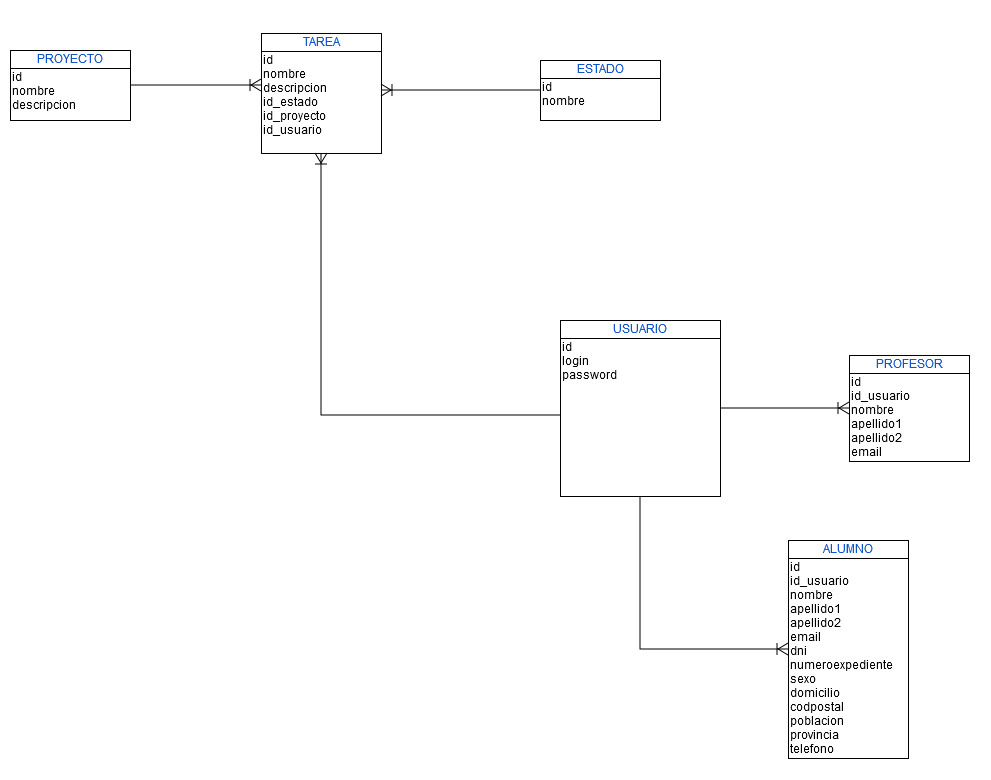 PROYECTO
id
nombre
descripcion
TAREA
id
nombre
descripcion
id_estado
id_proyecto
id_usuario
ESTADO
id
nombre
USUARIO
id
login
password
PROFESOR
id
id_usuario
nombre
apellido1
apellido2
email
ALUMNO
id
id_usuario
nombre
apellido1
apellido2
email
dni
numeroexpediente
sexo
domicilio
codpostal
poblacion
provincia
telefono